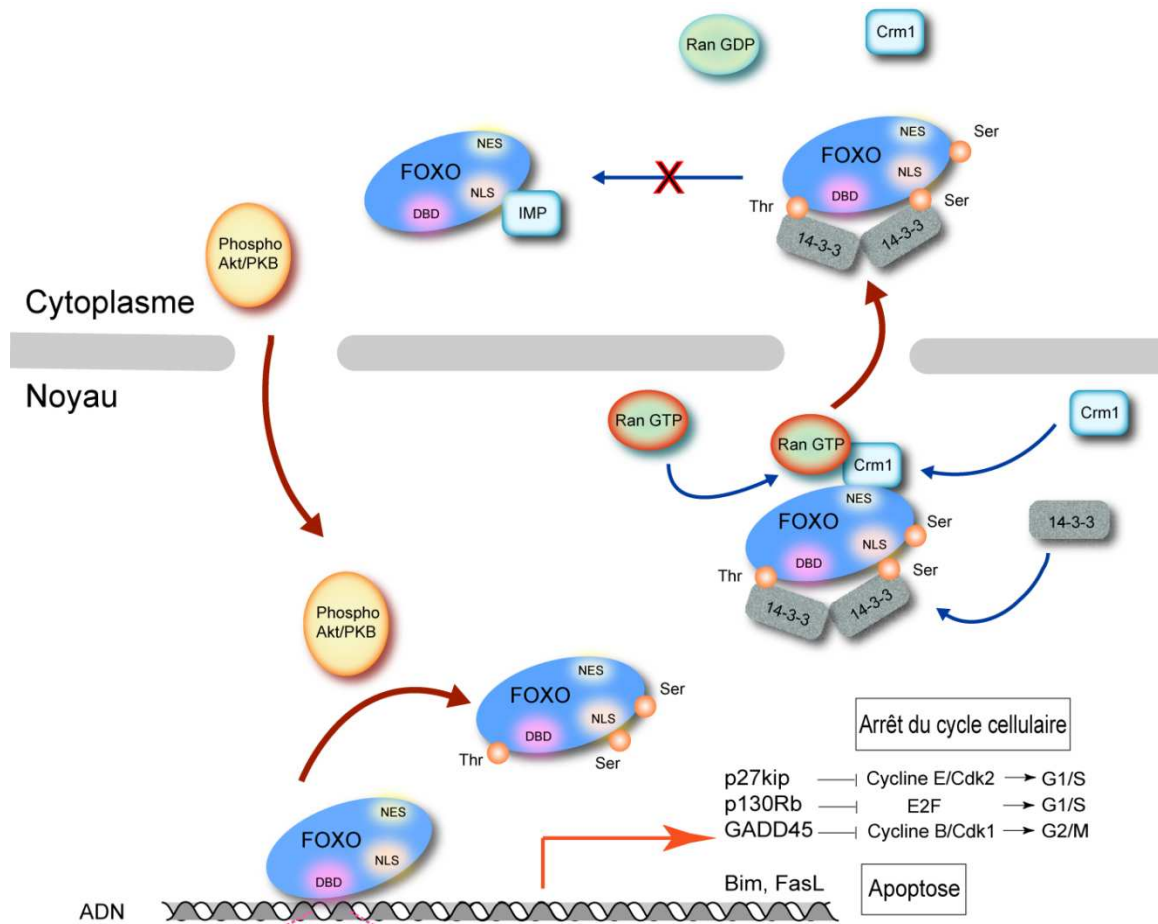 Ran GDP
Crm1
NES
FOXO
NLS
DBD
IMP
NES
FOXO
NLS
DBD
Ser
Ser
Thr
14-3-3
14-3-3
Phospho
Akt/PKB
Cytoplasme
Noyau
Ran GTP
Ran GTP
Crm1
Crm1
NES
FOXO
NLS
DBD
Ser
Ser
Thr
14-3-3
14-3-3
14-3-3
Phospho
Akt/PKB
NES
FOXO
NLS
DBD
Ser
Ser
Thr
NES
FOXO
NLS
DBD
ADN
Arrêt du cycle cellulaire
p27kip Cycline E/Cdk2 G1/S
p130Rb E2F G1/S
GADD45 Cycline B/Cdk1 G2/M
Bim, FasL Apoptose